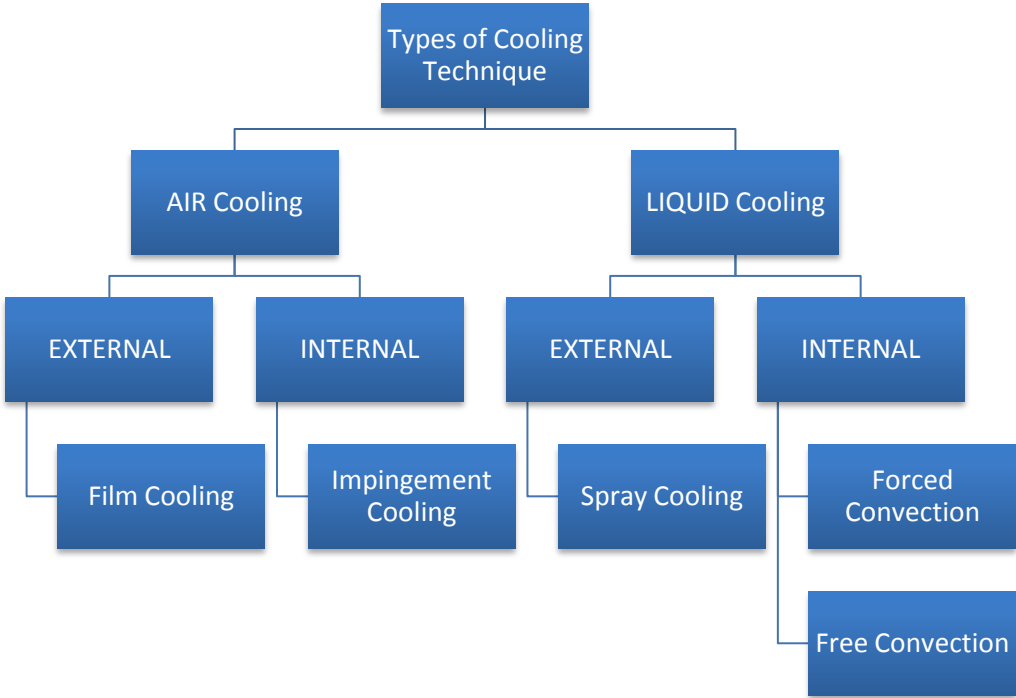 Types of Cooling
Technique
AIR Cooling
LIQUID Cooling
EXTERNAL
INTERNAL
EXTERNAL
INTERNAL
Film Cooling
Impingement
Cooling
Spray Cooling
Forced
Convection
Free Convection